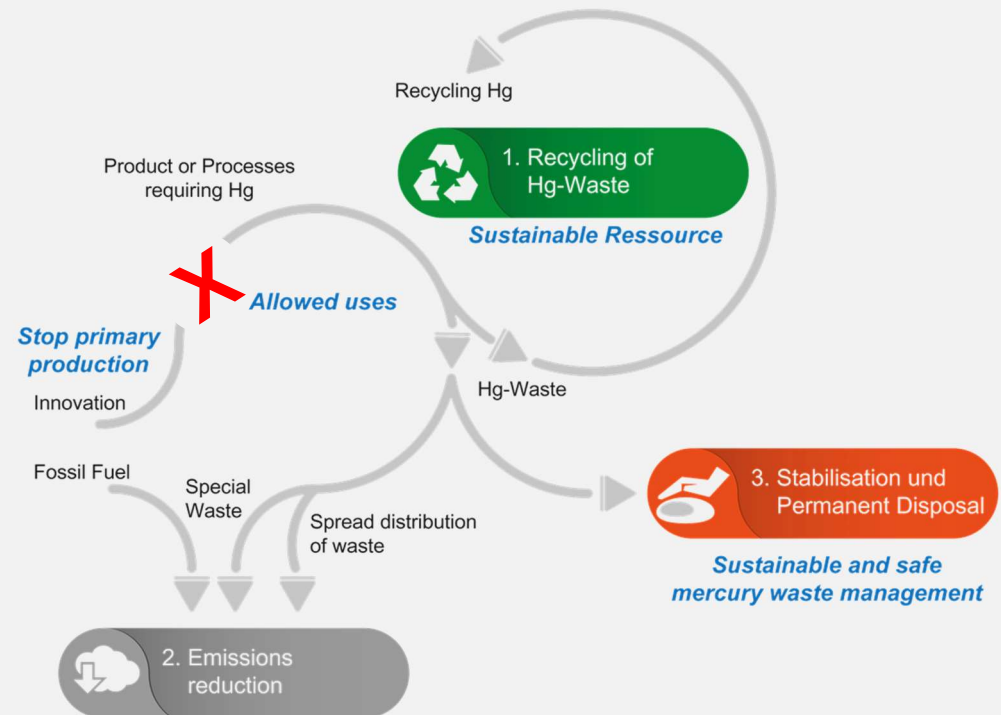 Recycling Hg
1. Recycling of
Hg-Waste
Sustainable Ressource
Product or Processes
requiring Hg
X
Allowed uses
Stop primary
production
Innovation
Hg-Waste
Fossil Fuel
Special
Waste
Spread distribution
of waste
3. Stabilisation und
Permanent Disposal
Sustainable and safe
mercury waste management
2. Emissions
reduction